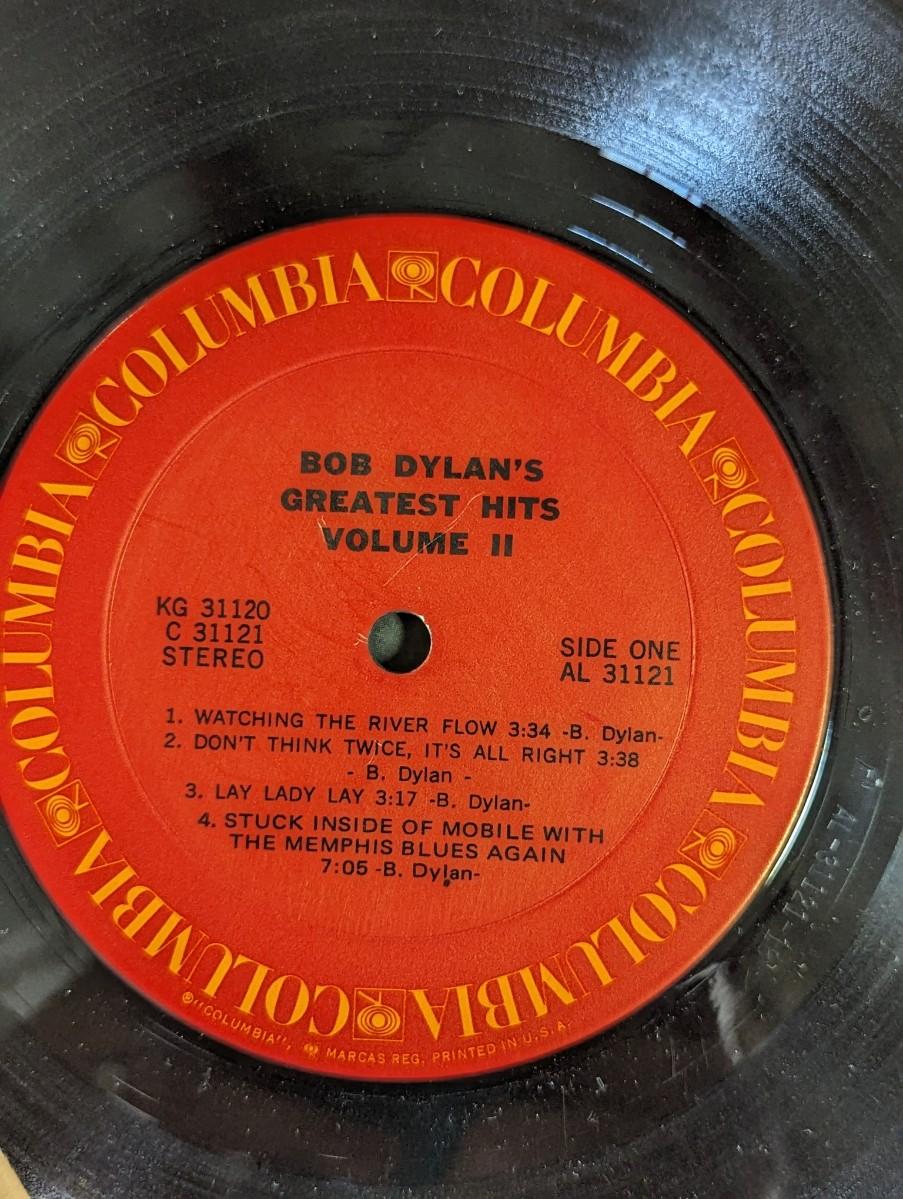 COLUMBIA COLUMBIA COLUMBIA COLUMBIA COLUMBIA COLUMBIA COLUMBIA
BOB DYLAN'S
GREATEST HITS
VOLUME II
KG 31120
C 31121
STEREO
SIDE ONE
AL 31121
1. WATCHING THE RIVER FLOW 3:34 -B. Dylan-
2. DON'T THINK TWICE, IT'S ALL RIGHT 3:38
- B. Dylan -
3. LAY LADY LAY 3:17 -B. Dylan-
4. STUCK INSIDE OF MOBILE WITH
THE MEMPHIS BLUES AGAIN
7:05 -B. Dylan-
®"COLUMBIA", MARCAS REG. PRINTED IN U.S.A.
AL-31121